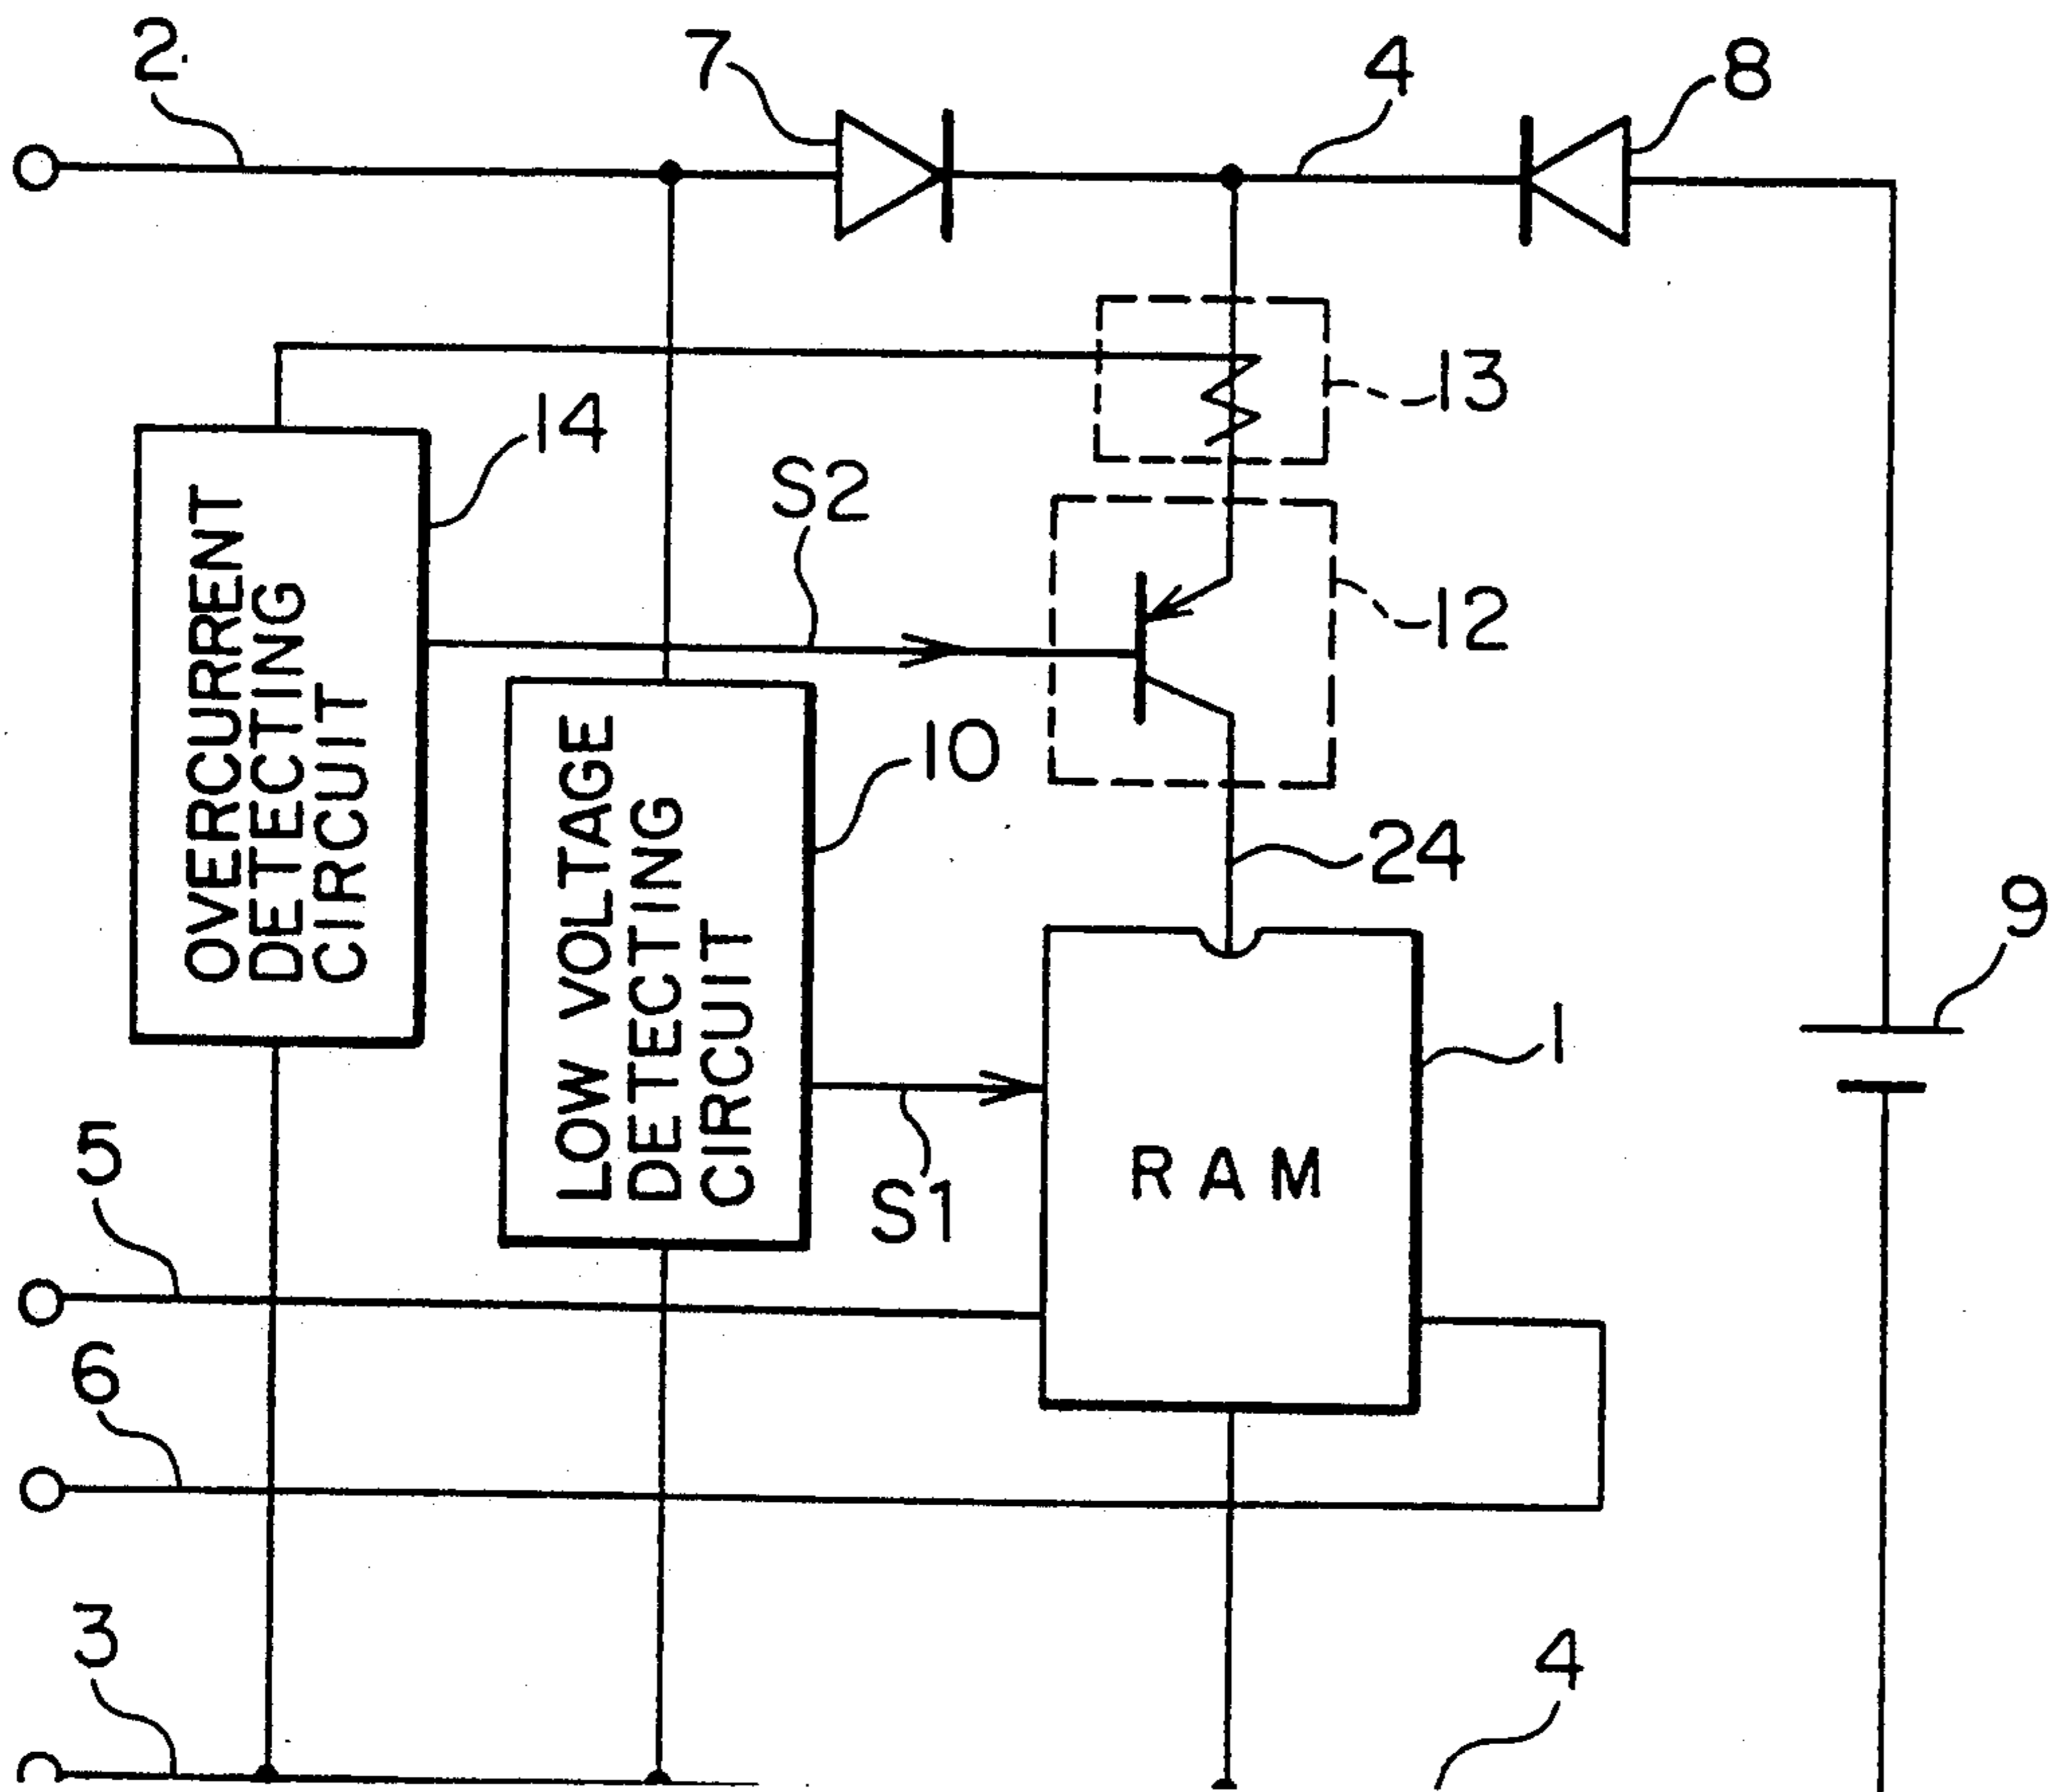 2
7
4
8
13
14
S2
12
OVERCURRENT
DETECTING
CIRCUIT
10
LOW VOLTAGE
DETECTING
CIRCUIT
24
9
1
S1
RAM
5
6
3
4